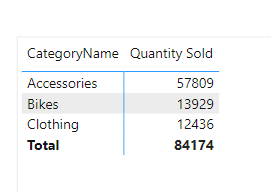 CategoryName Quantity Sold
Accessories 57809
Bikes 13929
Clothing 12436
Total 84174